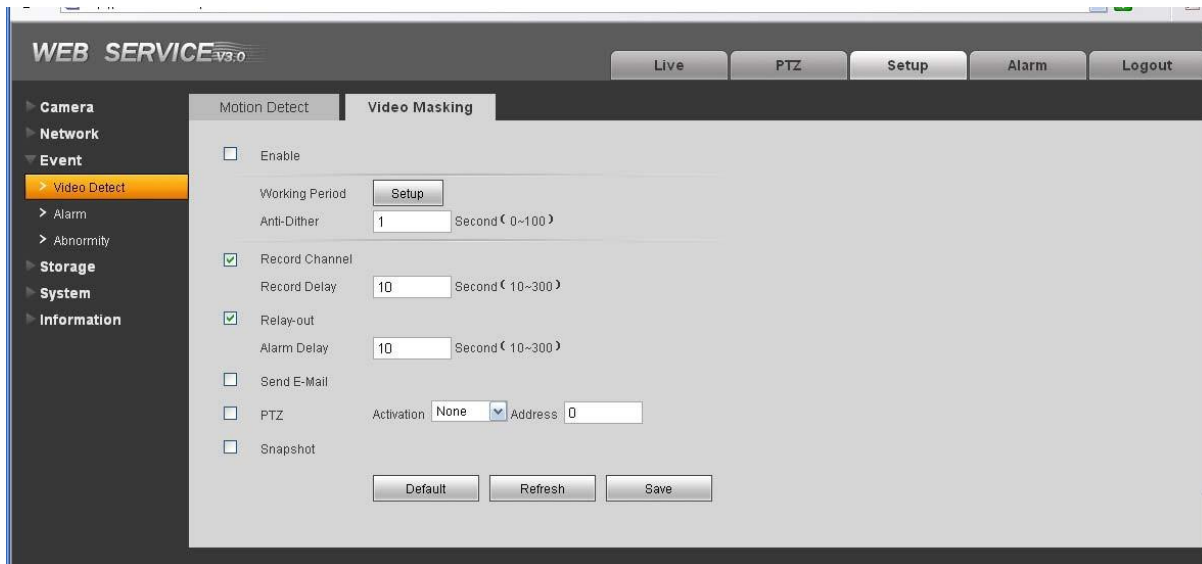 WEB SERVICE V3.0
Live PTZ Setup Alarm Logout
Camera
Network
Event
> Video Detect
> Alarm
> Abnormity
Storage
System
Information
Motion Detect Video Masking
Enable
Working Period Setup
Anti-Dither 1 Second(0~100)
Record Channel
Record Delay 10 Second(10~300)
Relay-out
Alarm Delay 10 Second(10~300)
Send E-Mail
PTZ Activation None Address 0
Snapshot
Default Refresh Save